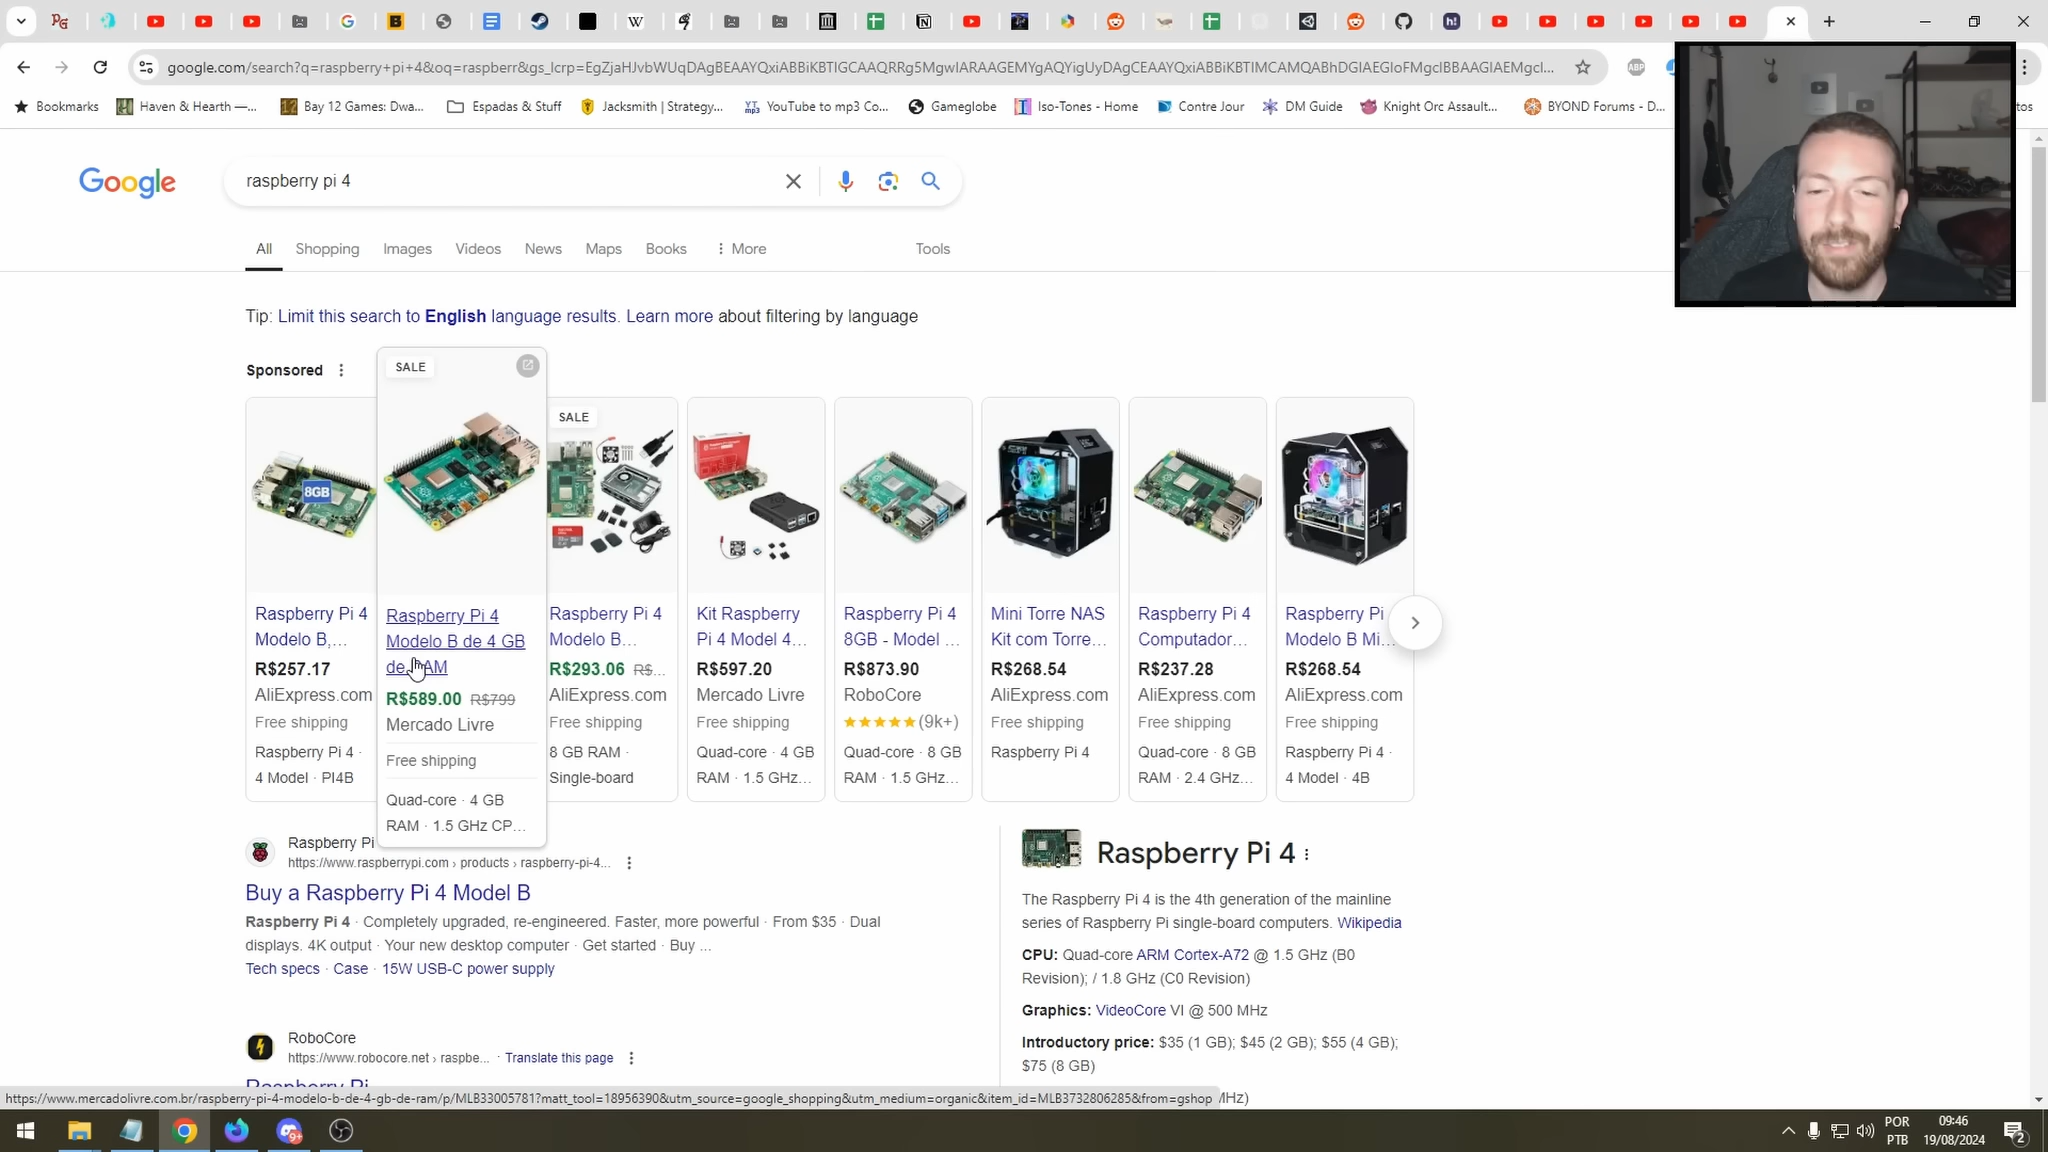 google.com/search?q=raspberry+pi+4&oq=raspberr&gs_lcrp=EgZjaHJvbWUqDAgBEAAYQxiABBiKBTIGCAAQRRg5MgwIARAAGEMYgAQYigUyDAgCEAAYQxiABBiKBTIMCAMQABhDGIAEGIoFMgcIBBAAGIAEMgcI...
Bookmarks
Haven & Hearth —...
Bay 12 Games: Dwa...
Espadas & Stuff
Jacksmith | Strategy...
YouTube to mp3 Co...
Gameglobe
Iso-Tones - Home
Contre Jour
DM Guide
Knight Orc Assault...
BYOND Forums - D...
tos
Google
raspberry pi 4
All
Shopping
Images
Videos
News
Maps
Books
More
Tools
Tip: Limit this search to English language results. Learn more about filtering by language
Sponsored
8GB
Raspberry Pi 4
Modelo B,...
R$257.17
AliExpress.com
Free shipping
Raspberry Pi 4 ·
4 Model · PI4B
SALE
Raspberry Pi 4
Modelo B de 4 GB
de RAM
R$589.00 R$799
Mercado Livre
Free shipping
Quad-core · 4 GB
RAM · 1.5 GHz CP...
SALE
Raspberry Pi 4
Modelo B...
R$293.06 R$...
AliExpress.com
Free shipping
8 GB RAM ·
Single-board
Kit Raspberry
Pi 4 Model 4...
R$597.20
Mercado Livre
Free shipping
Quad-core · 4 GB
RAM · 1.5 GHz...
Raspberry Pi 4
8GB - Model ...
R$873.90
RoboCore
(9k+)
Quad-core · 8 GB
RAM · 1.5 GHz...
Mini Torre NAS
Kit com Torre...
R$268.54
AliExpress.com
Free shipping
Raspberry Pi 4
Raspberry Pi 4
Computador...
R$237.28
AliExpress.com
Free shipping
Quad-core · 8 GB
RAM · 2.4 GHz...
Raspberry Pi
Modelo B Mi...
R$268.54
AliExpress.com
Free shipping
Raspberry Pi 4 ·
4 Model · 4B
Raspberry Pi
https://www.raspberrypi.com › products › raspberry-pi-4...
Buy a Raspberry Pi 4 Model B
Raspberry Pi 4 · Completely upgraded, re-engineered. Faster, more powerful · From $35 · Dual
displays. 4K output · Your new desktop computer · Get started · Buy ...
Tech specs · Case · 15W USB-C power supply
RoboCore
https://www.robocore.net › raspbe... · Translate this page
Raspberry Pi
Raspberry Pi 4
The Raspberry Pi 4 is the 4th generation of the mainline
series of Raspberry Pi single-board computers. Wikipedia
CPU: Quad-core ARM Cortex-A72 @ 1.5 GHz (B0
Revision); / 1.8 GHz (C0 Revision)
Graphics: VideoCore VI @ 500 MHz
Introductory price: $35 (1 GB); $45 (2 GB); $55 (4 GB);
$75 (8 GB)
MHz)
https://www.mercadolivre.com.br/raspberry-pi-4-modelo-b-de-4-gb-de-ram/p/MLB33005781?matt_tool=18956390&utm_source=google_shopping&utm_medium=organic&item_id=MLB3732806285&from=gshop
9+
POR
PTB
09:46
19/08/2024
2